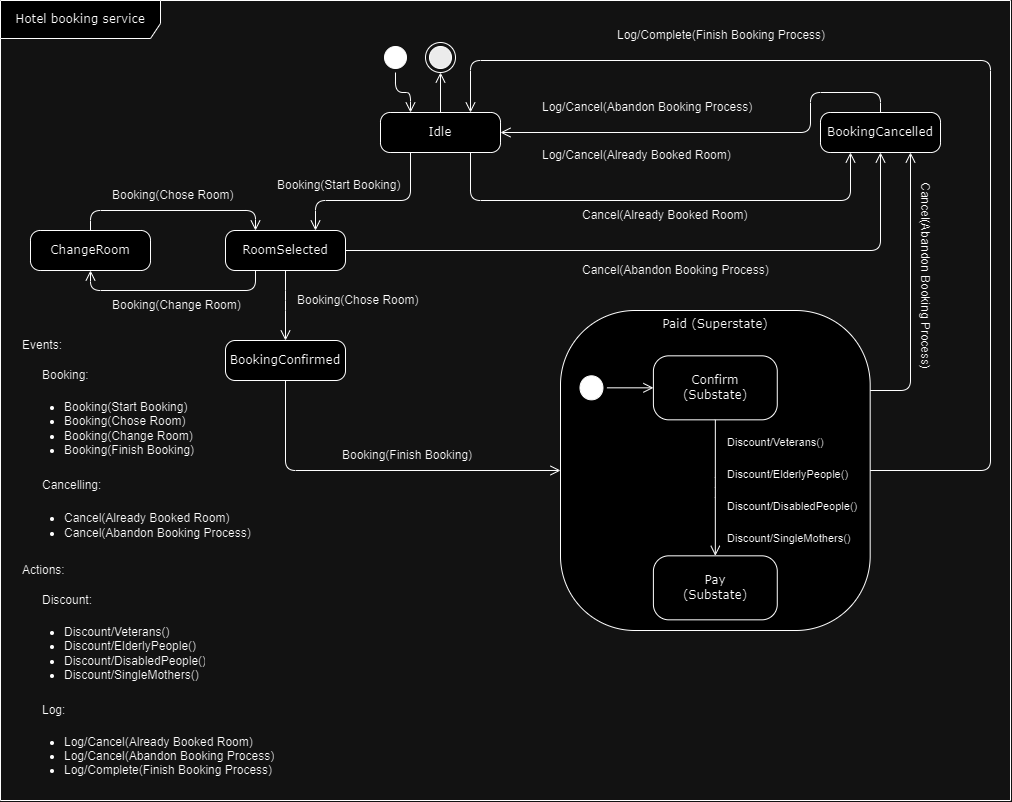 Hotel booking service
Log/Complete(Finish Booking Process)
Log/Cancel(Abandon Booking Process)
Idle
BookingCancelled
Log/Cancel(Already Booked Room)
Booking(Start Booking)
Booking(Chose Room)
Cancel(Already Booked Room)
ChangeRoom
RoomSelected
Cancel(Abandon Booking Process)
Cancel(Abandon Booking Process)
Booking(Change Room)
Booking(Chose Room)
BookingConfirmed
Booking(Finish Booking)
Paid (Superstate)
Confirm
(Substate)
Discount/Veterans()
Discount/ElderlyPeople()
Discount/DisabledPeople()
Discount/SingleMothers()
Pay
(Substate)
Events:
Booking:
Booking(Start Booking)
Booking(Chose Room)
Booking(Change Room)
Booking(Finish Booking)
Cancelling:
Cancel(Already Booked Room)
Cancel(Abandon Booking Process)
Actions:
Discount:
Discount/Veterans()
Discount/ElderlyPeople()
Discount/DisabledPeople()
Discount/SingleMothers()
Log:
Log/Cancel(Already Booked Room)
Log/Cancel(Abandon Booking Process)
Log/Complete(Finish Booking Process)